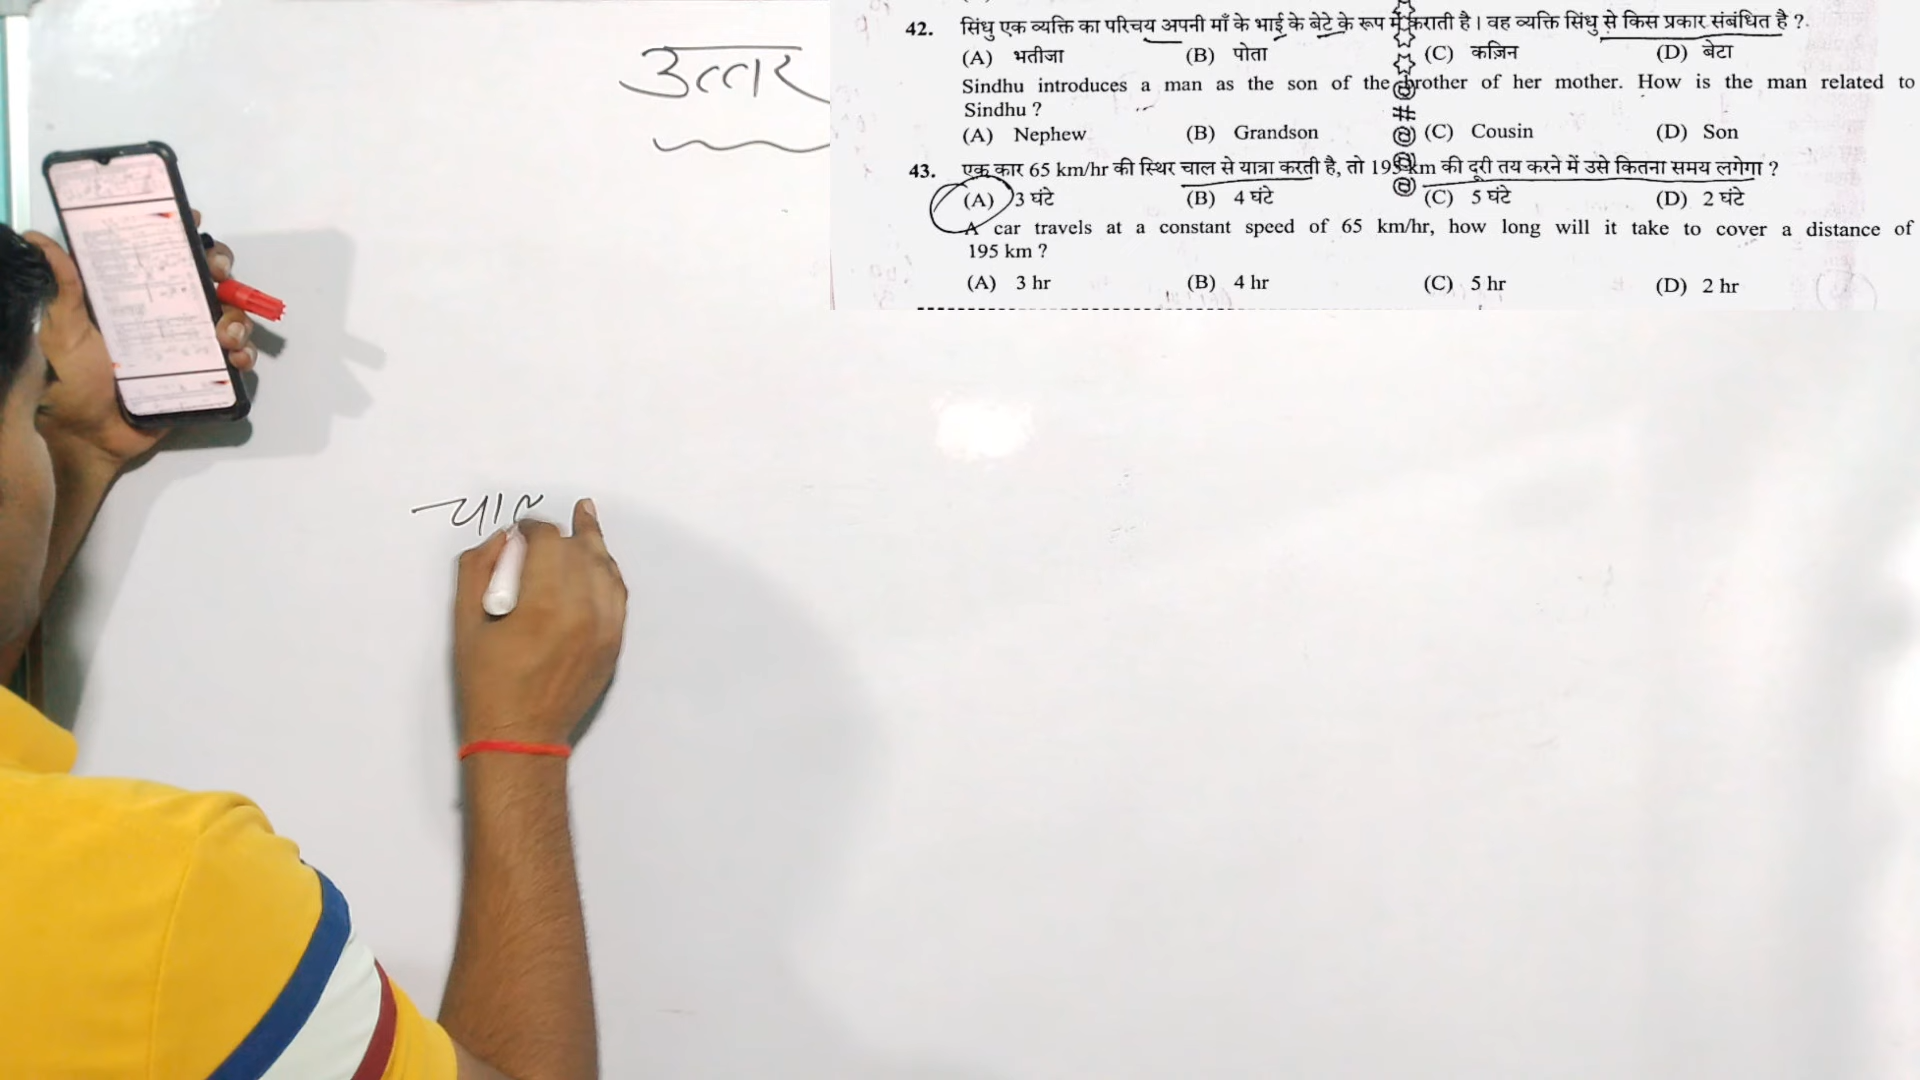 उत्तर
42. सिंधु एक व्यक्ति का परिचय अपनी माँ के भाई के बेटे के रूप में कराती है। वह व्यक्ति सिंधु से किस प्रकार संबंधित है ?
(A) भतीजा (B) पोता (C) कज़िन (D) बेटा
Sindhu introduces a man as the son of the brother of her mother. How is the man related to
Sindhu ?
(A) Nephew (B) Grandson (C) Cousin (D) Son
43. एक कार 65 km/hr की स्थिर चाल से यात्रा करती है, तो 195 km की दूरी तय करने में उसे कितना समय लगेगा ?
(A) 3 घंटे (B) 4 घंटे (C) 5 घंटे (D) 2 घंटे
A car travels at a constant speed of 65 km/hr, how long will it take to cover a distance of
195 km ?
(A) 3 hr (B) 4 hr (C) 5 hr (D) 2 hr
चाल